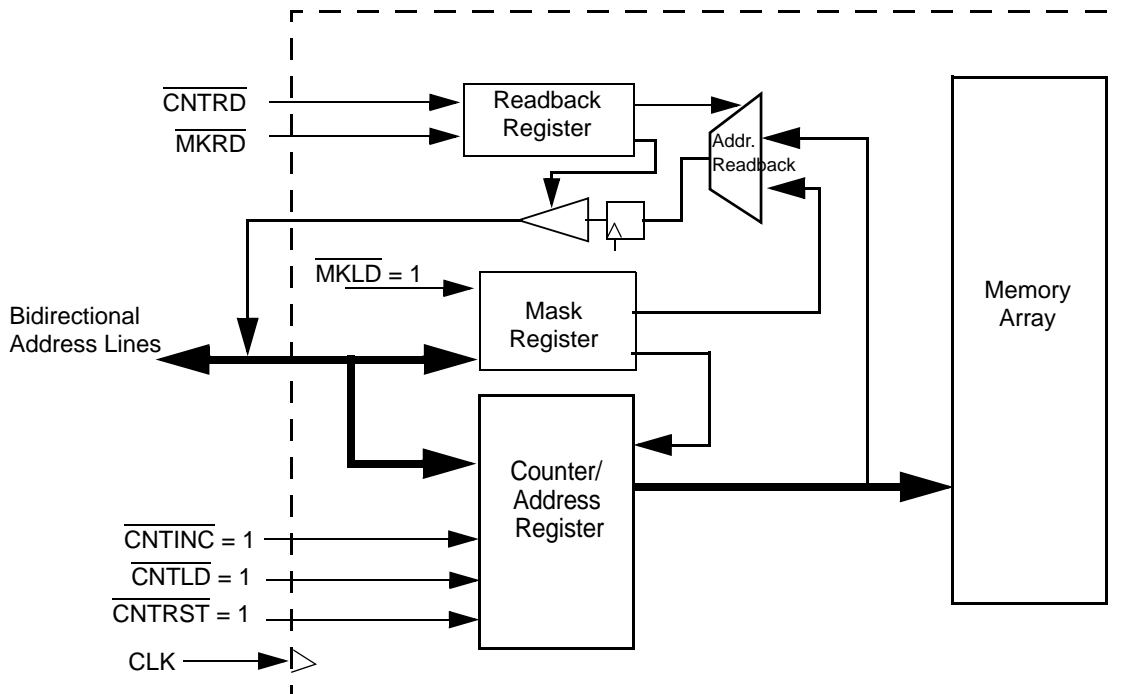 CNTRD
MKRD
Readback
Register
Addr.
Readback
MKLD = 1
Mask
Register
Bidirectional
Address Lines
Memory
Array
Counter/
Address
Register
CNTINC = 1
CNTLD = 1
CNTRST = 1
CLK